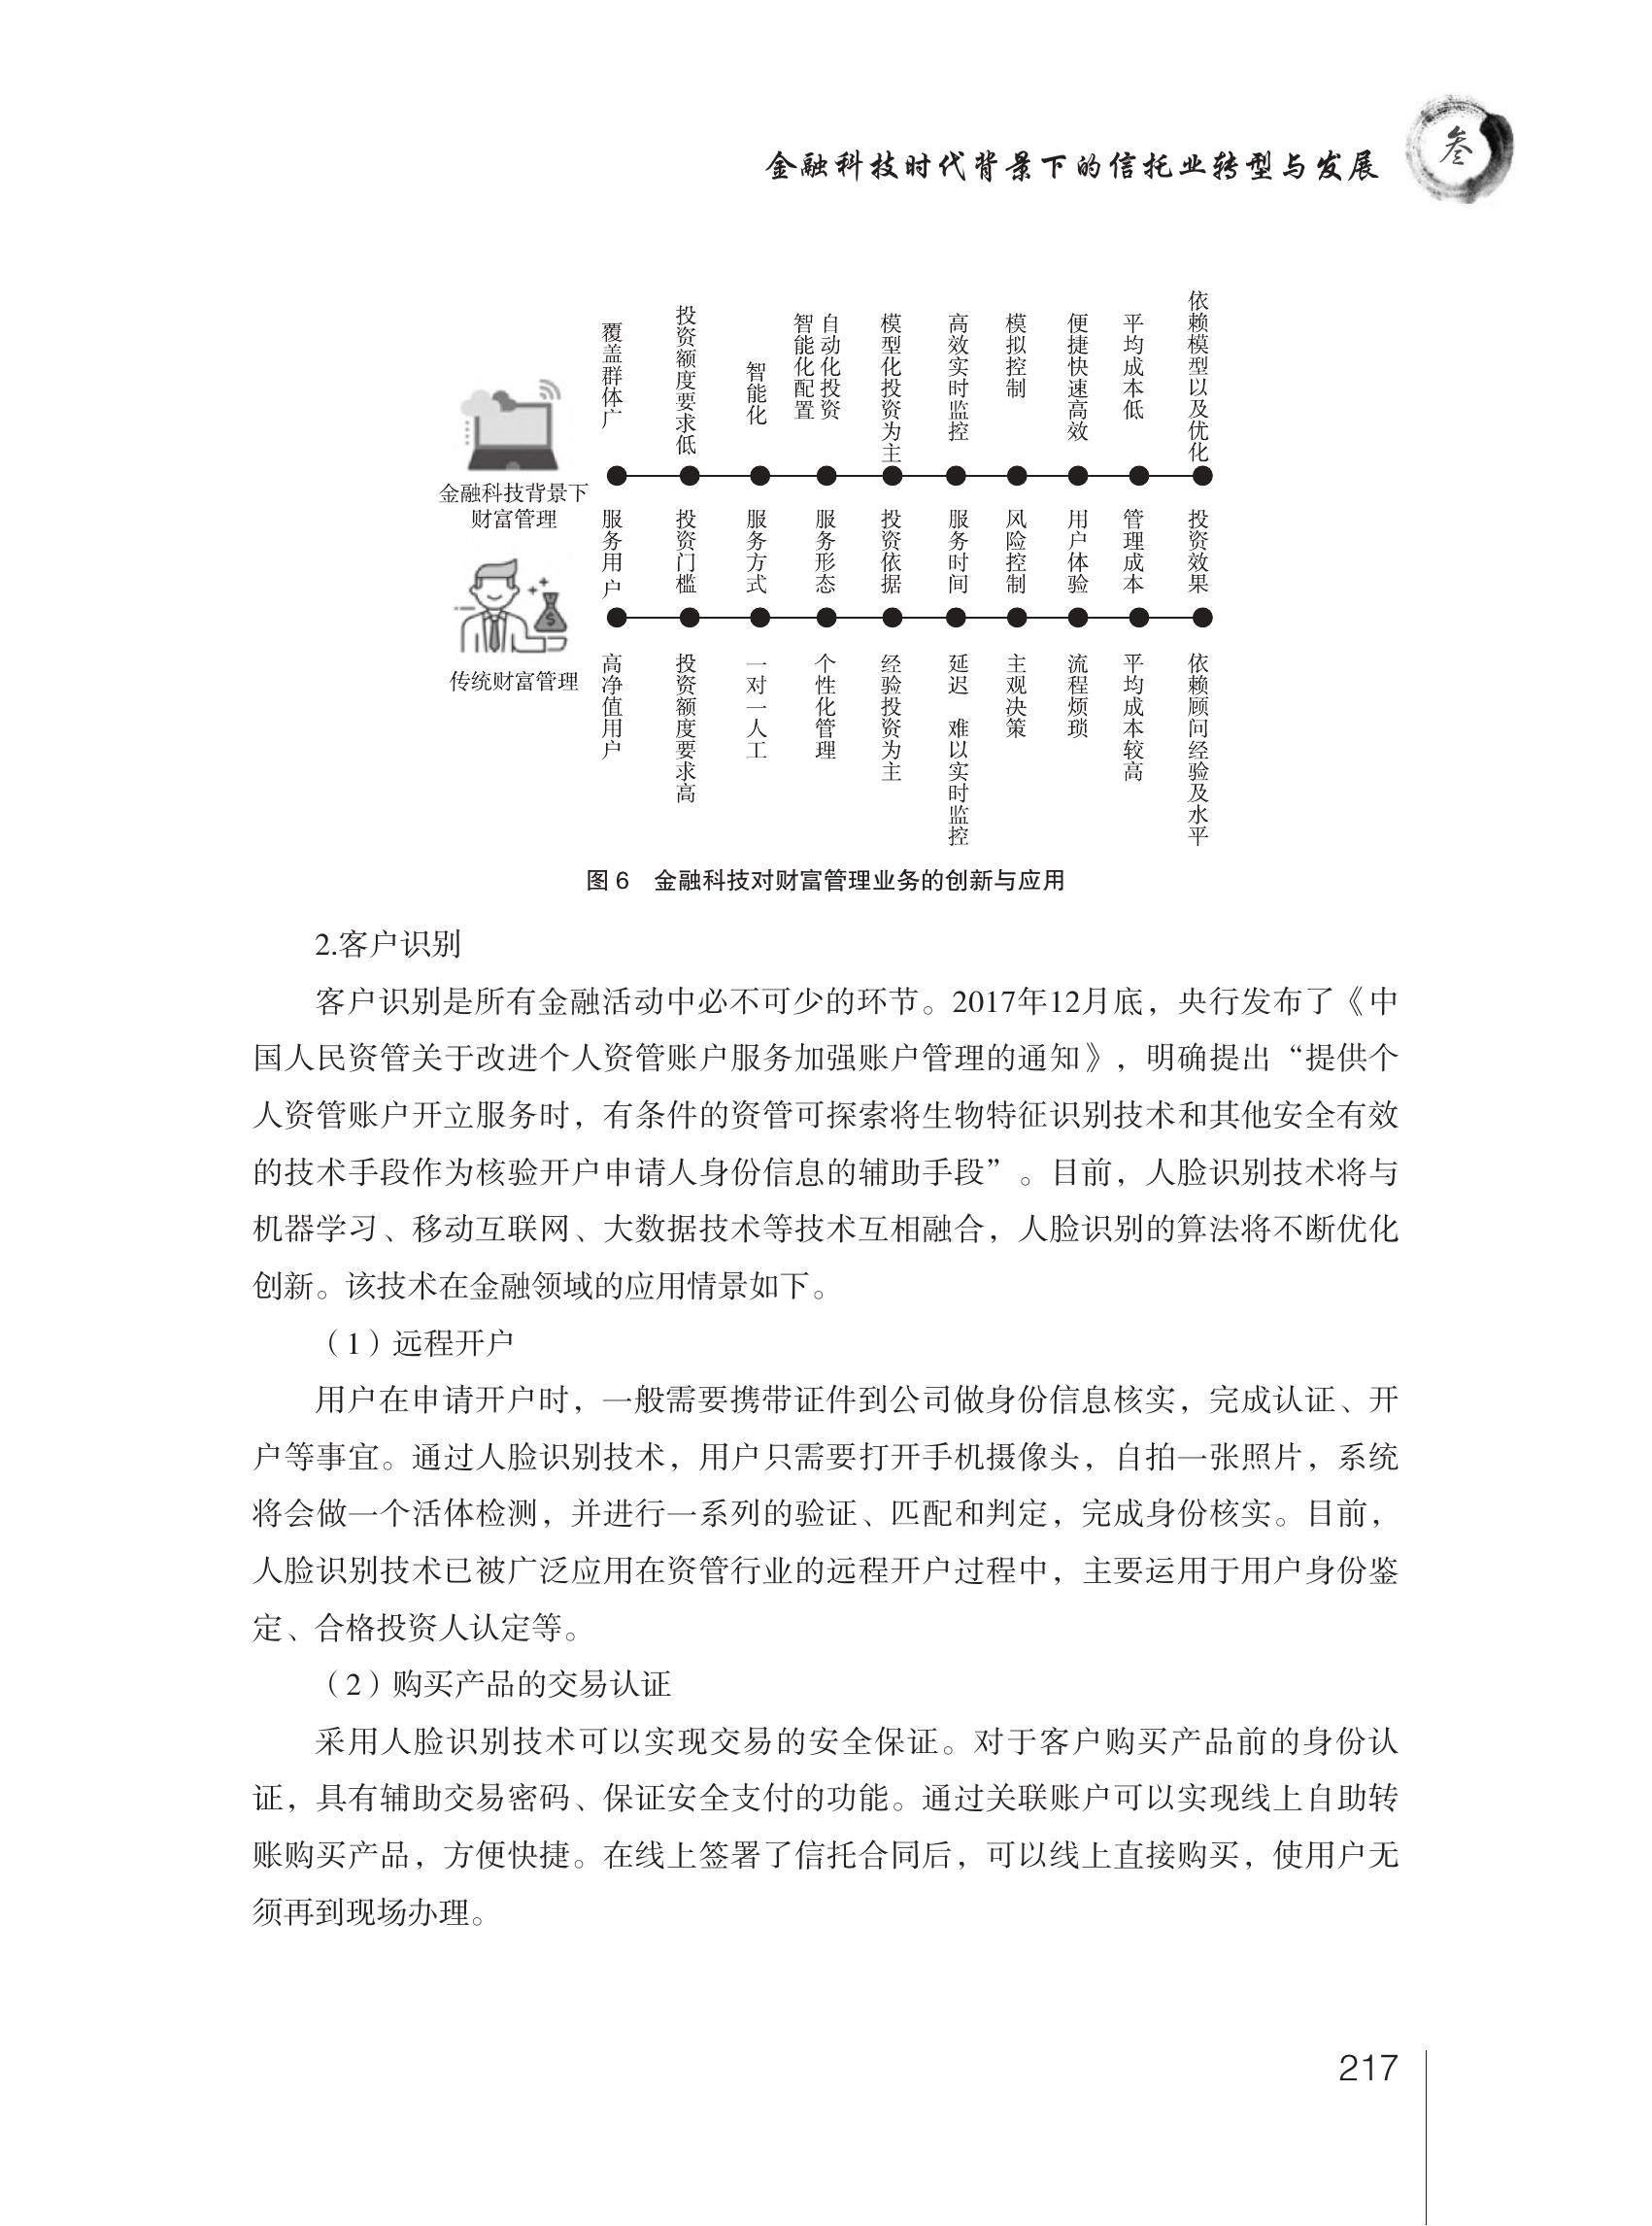 金融科技时代背景下的信托业转型与发展
叁
覆盖群体广
投资额度要求低
智能化
自动化投资
智能化配置
模型化投资为主
高效实时监控
模拟控制
便捷快速高效
平均成本低
依赖模型以及优化
金融科技背景下
财富管理
服务用户
投资门槛
服务方式
服务形态
投资依据
服务时间
风险控制
用户体验
管理成本
投资效果
传统财富管理
高净值用户
投资额度要求高
一对一人工
个性化管理
经验投资为主
延迟 难以实时监控
主观决策
流程烦琐
平均成本较高
依赖顾问经验及水平
图 6 金融科技对财富管理业务的创新与应用
2.客户识别
客户识别是所有金融活动中必不可少的环节。2017年12月底，央行发布了《中
国人民资管关于改进个人资管账户服务加强账户管理的通知》，明确提出“提供个
人资管账户开立服务时，有条件的资管可探索将生物特征识别技术和其他安全有效
的技术手段作为核验开户申请人身份信息的辅助手段”。目前，人脸识别技术将与
机器学习、移动互联网、大数据技术等技术互相融合，人脸识别的算法将不断优化
创新。该技术在金融领域的应用情景如下。
（1）远程开户
用户在申请开户时，一般需要携带证件到公司做身份信息核实，完成认证、开
户等事宜。通过人脸识别技术，用户只需要打开手机摄像头，自拍一张照片，系统
将会做一个活体检测，并进行一系列的验证、匹配和判定，完成身份核实。目前，
人脸识别技术已被广泛应用在资管行业的远程开户过程中，主要运用于用户身份鉴
定、合格投资人认定等。
（2）购买产品的交易认证
采用人脸识别技术可以实现交易的安全保证。对于客户购买产品前的身份认
证，具有辅助交易密码、保证安全支付的功能。通过关联账户可以实现线上自助转
账购买产品，方便快捷。在线上签署了信托合同后，可以线上直接购买，使用户无
须再到现场办理。
217